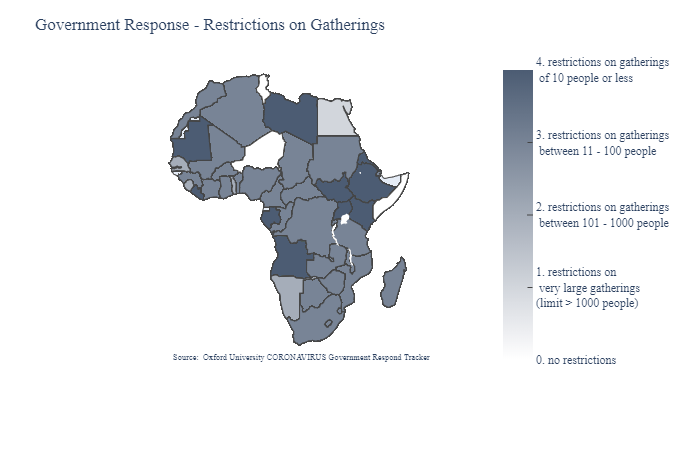 Government Response - Restrictions on Gatherings
4. restrictions on gatherings
of 10 people or less
3. restrictions on gatherings
between 11 - 100 people
2. restrictions on gatherings
between 101 - 1000 people
1. restrictions on
very large gatherings
(limit > 1000 people)
0. no restrictions
Source: Oxford University CORONAVIRUS Government Respond Tracker